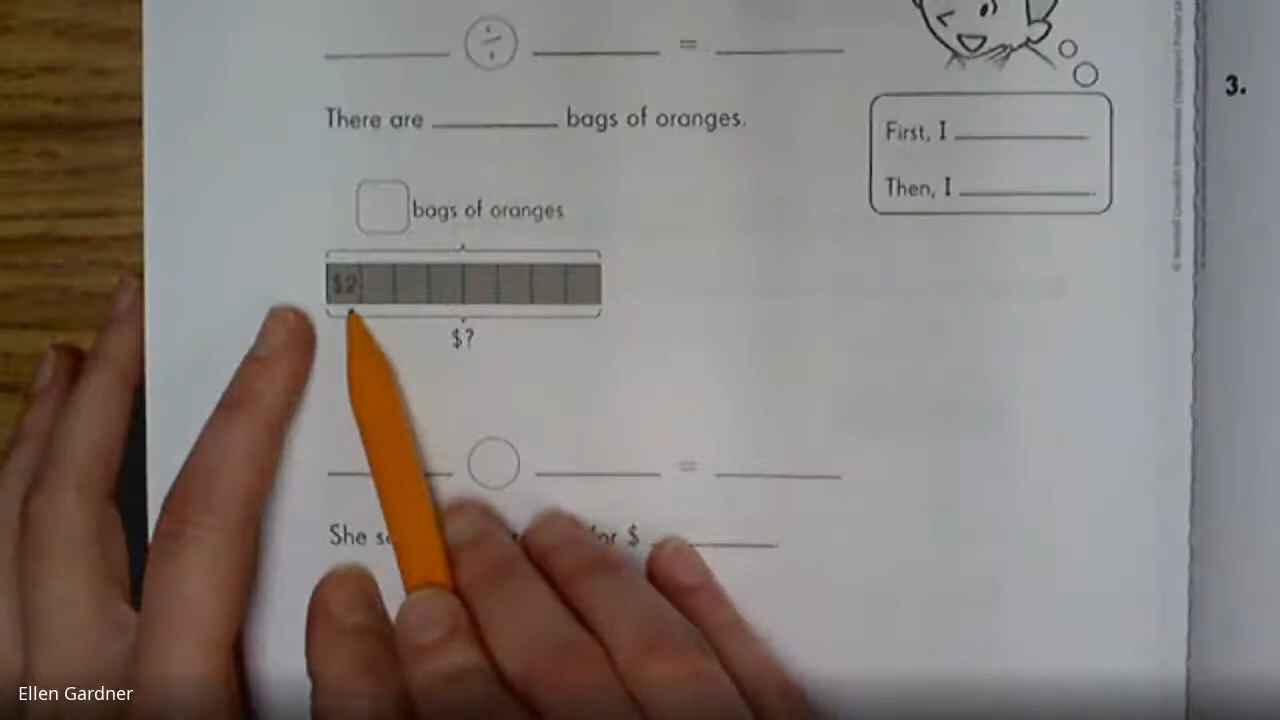 ÷ =
There are bags of oranges.
First, I
Then, I
bags of oranges
$2
$?
=
She for $
3.
Ellen Gardner